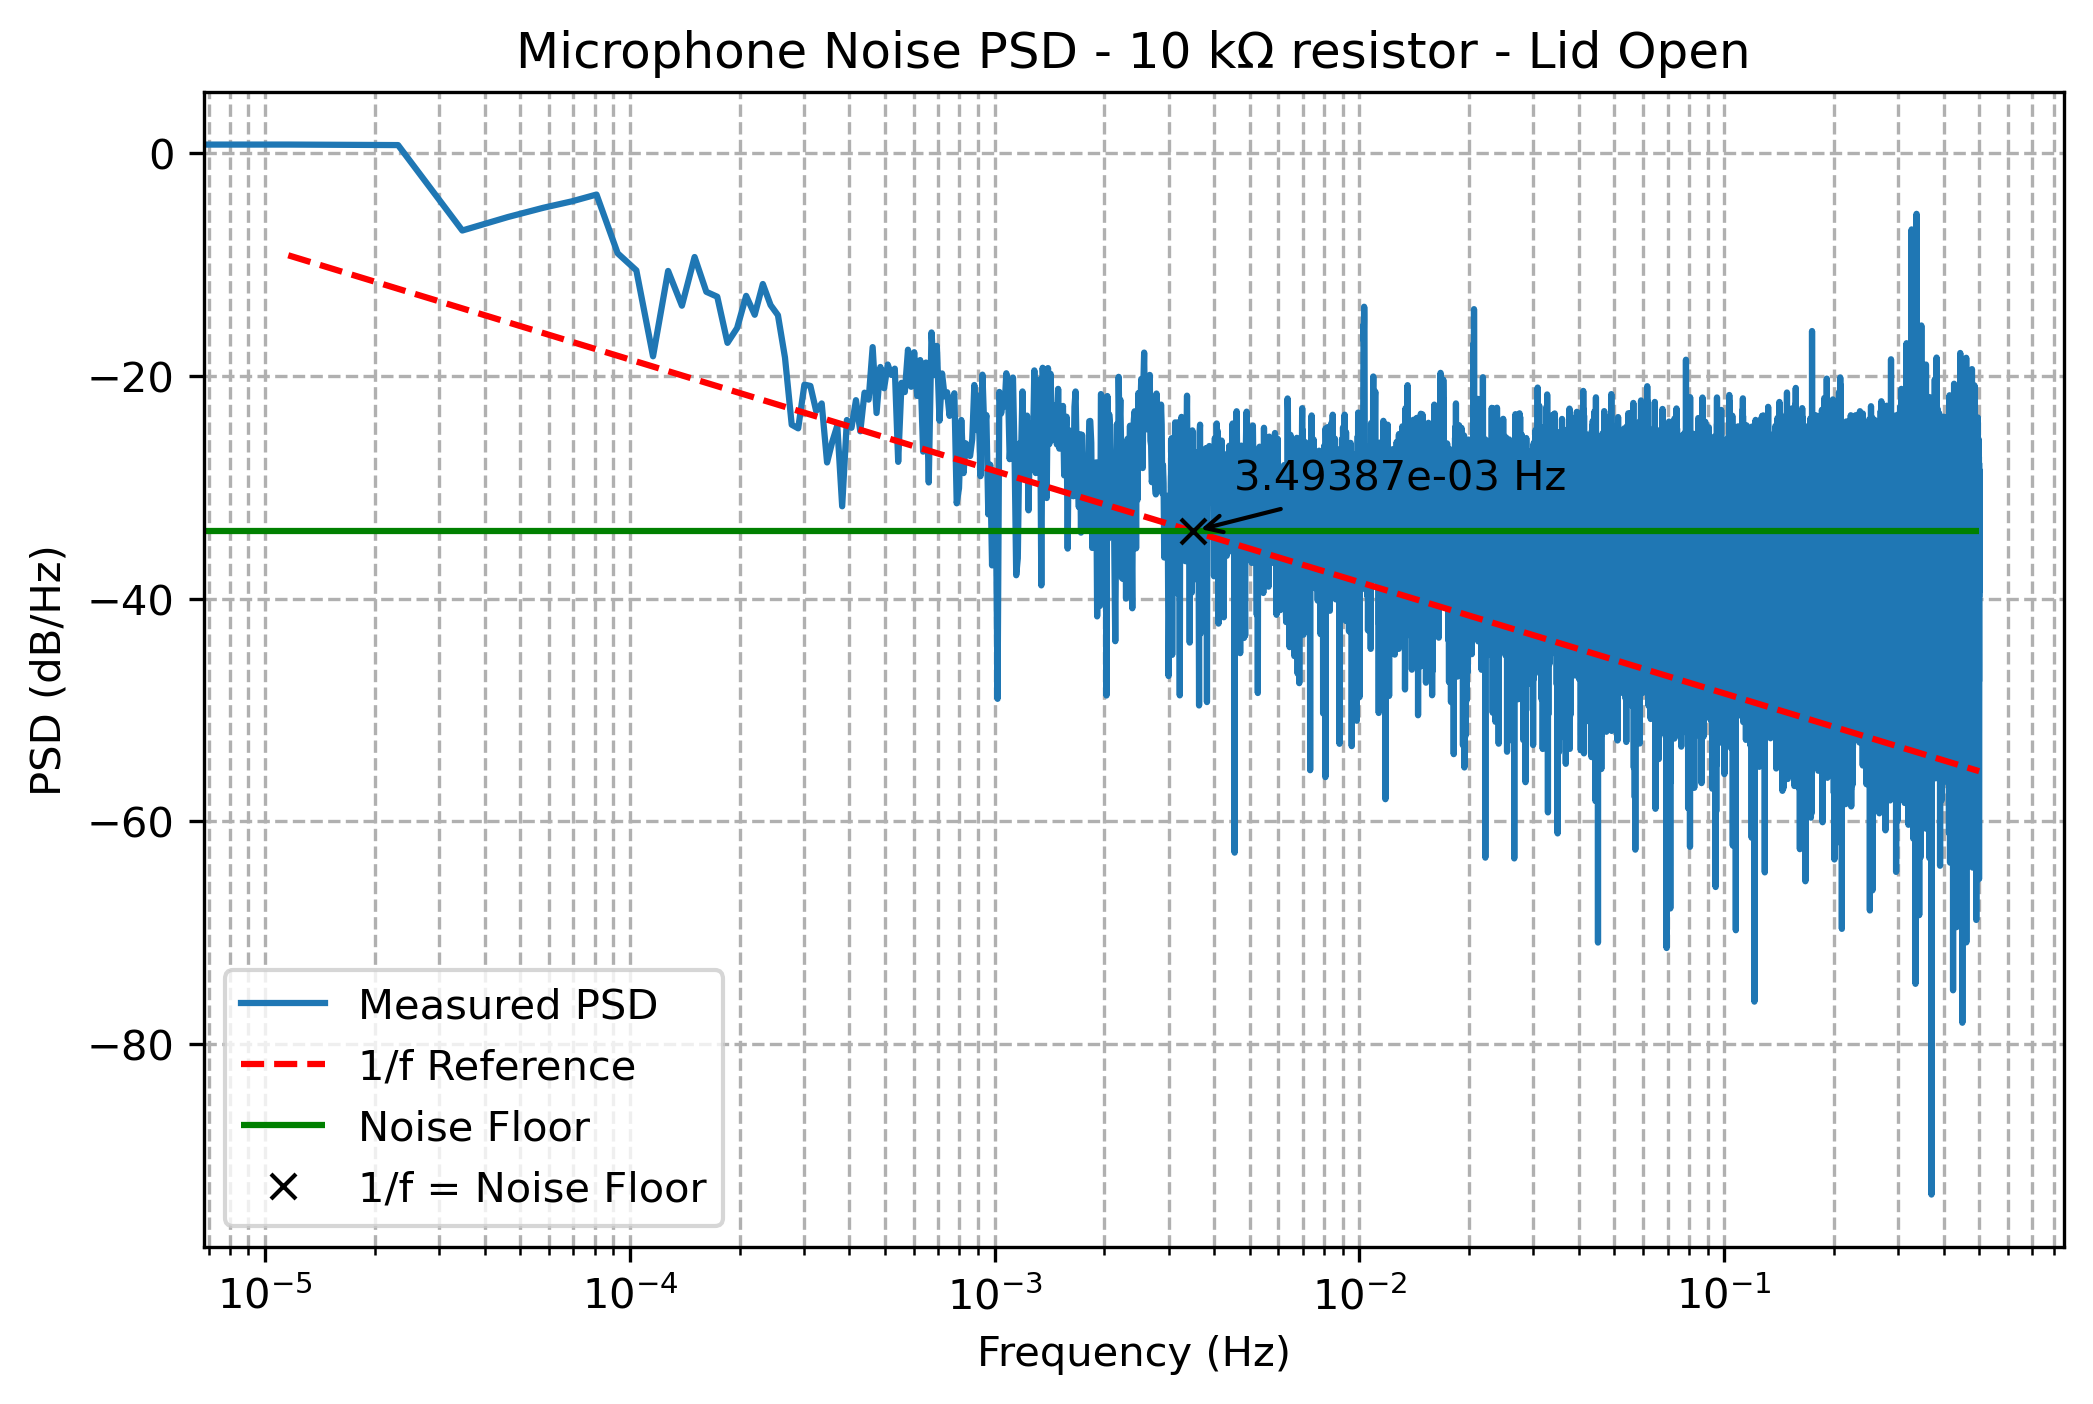 Microphone Noise PSD - 10 kΩ resistor - Lid Open
PSD (dB/Hz)
0
−20
−40
−60
−80
3.49387e-03 Hz
Measured PSD
1/f Reference
Noise Floor
1/f = Noise Floor
10⁻⁵ 10⁻⁴ 10⁻³ 10⁻² 10⁻¹
Frequency (Hz)